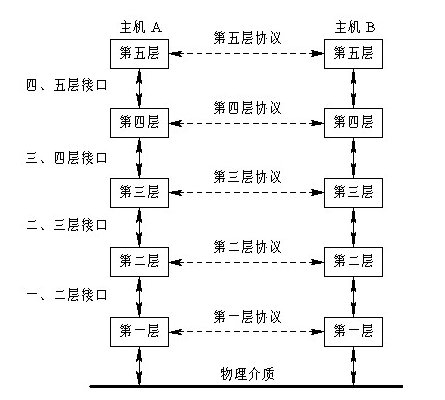 主机 A 主机 B
第五层 第五层协议 第五层
四、五层接口
第四层 第四层协议 第四层
三、四层接口
第三层 第三层协议 第三层
二、三层接口
第二层 第二层协议 第二层
一、二层接口
第一层 第一层协议 第一层
物理介质